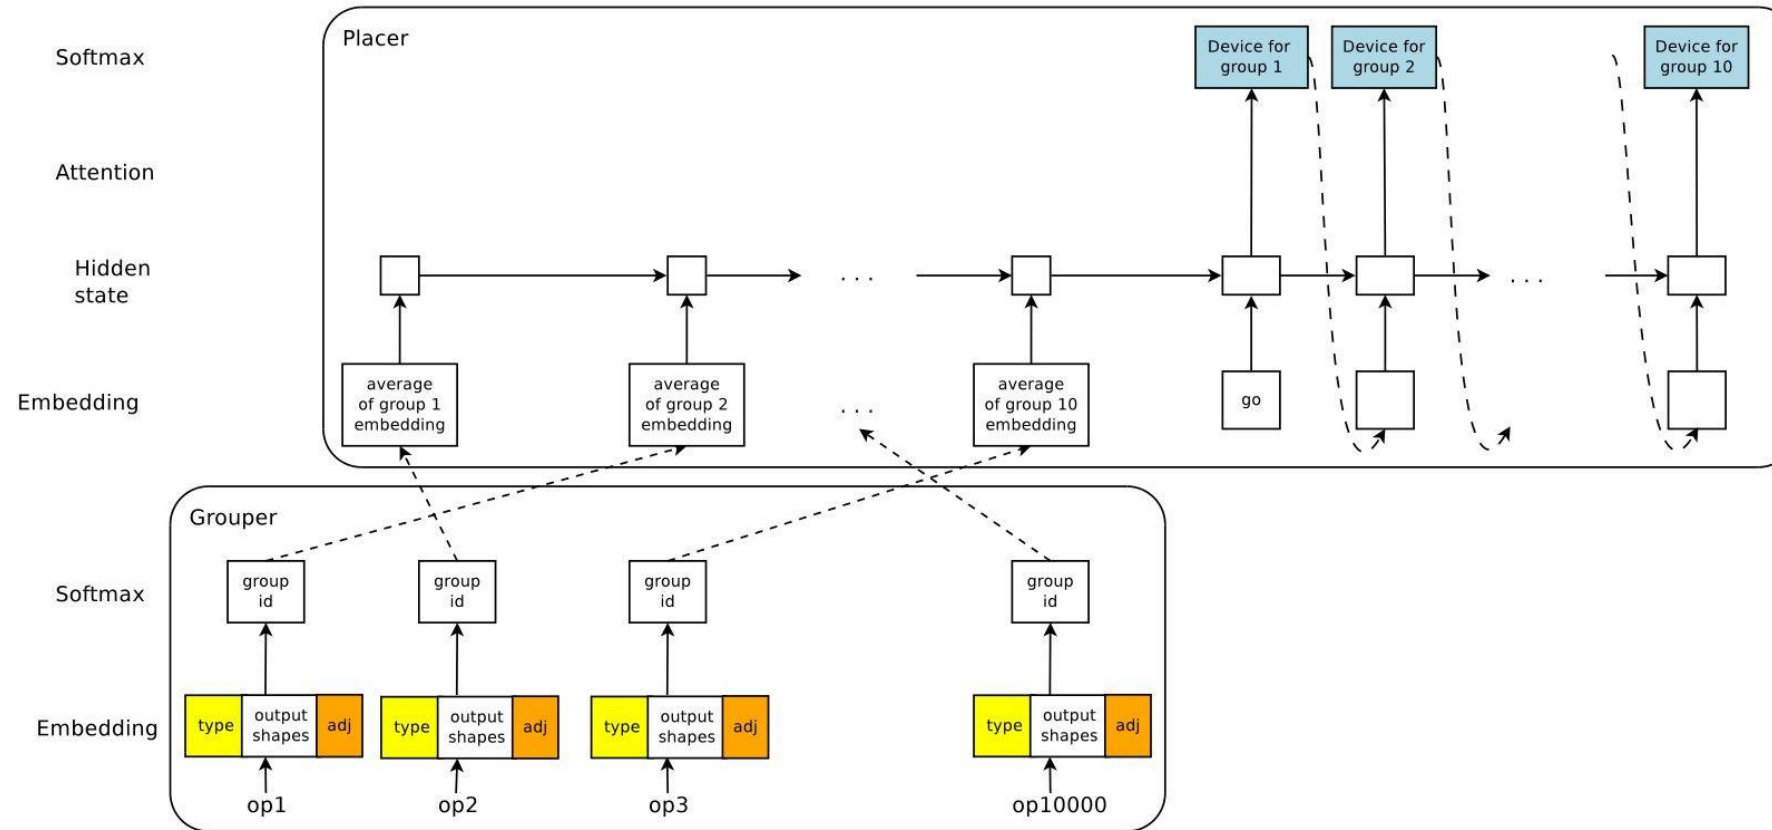 Placer
Softmax
Device for
group 1
Device for
group 2
Device for
group 10
Attention
Hidden
state
. . .
. . .
Embedding
average
of group 1
embedding
average
of group 2
embedding
. . .
average
of group 10
embedding
go
Grouper
Softmax
group
id
group
id
group
id
group
id
Embedding
type
output
shapes
adj
type
output
shapes
adj
type
output
shapes
adj
type
output
shapes
adj
op1
op2
op3
op10000